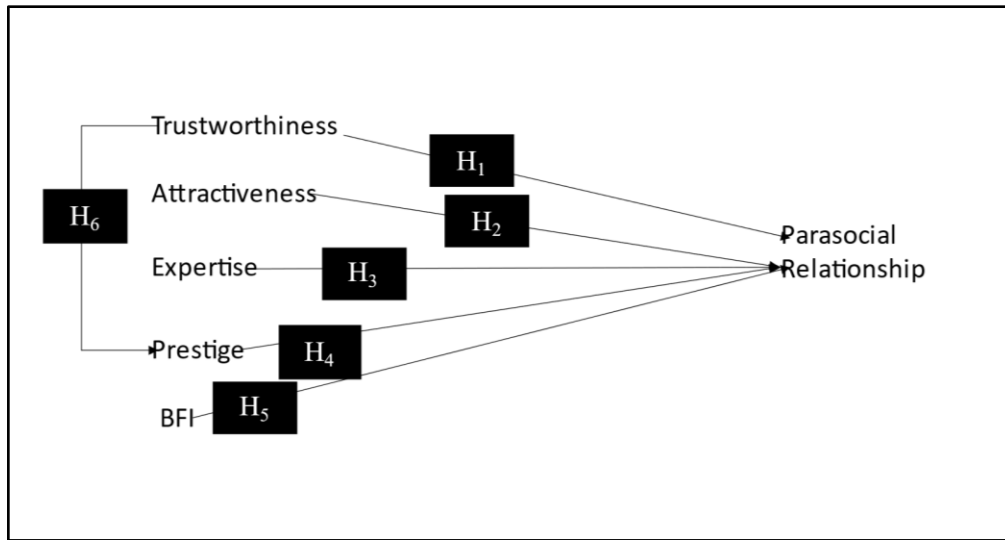 Trustworthiness
H₁
Attractiveness
H₂
H₆
Parasocial
Relationship
Expertise
H₃
Prestige
H₄
BFI
H₅